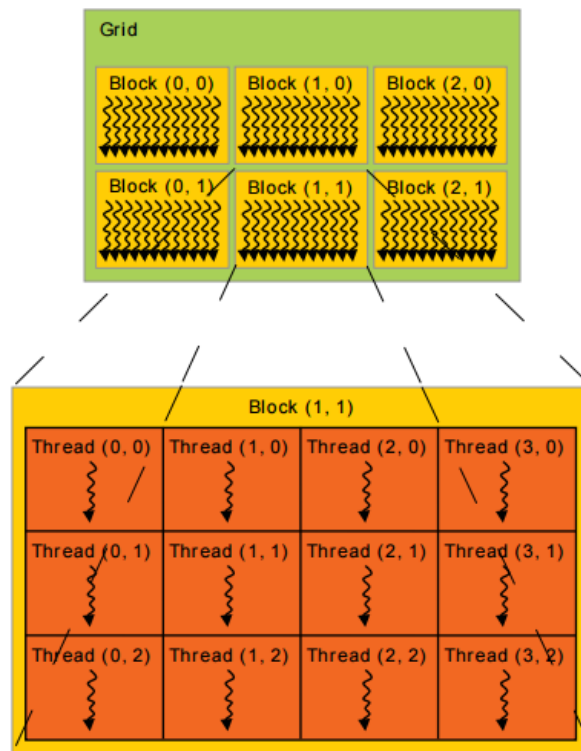 Grid
Block (0, 0) Block (1, 0) Block (2, 0)
Block (0, 1) Block (1, 1) Block (2, 1)
Block (1, 1)
Thread (0, 0) Thread (1, 0) Thread (2, 0) Thread (3, 0)
Thread (0, 1) Thread (1, 1) Thread (2, 1) Thread (3, 1)
Thread (0, 2) Thread (1, 2) Thread (2, 2) Thread (3, 2)